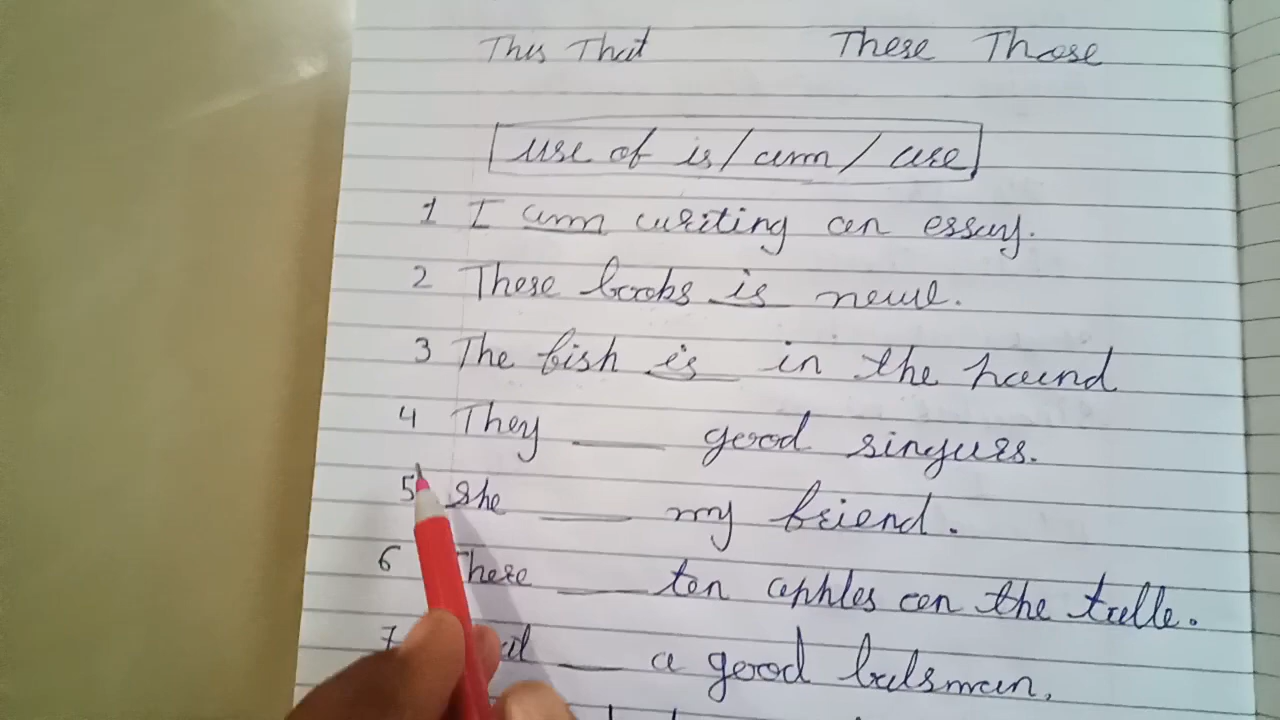 This That These Those
use of is/am/are
1 I am writing an essay.
2 These books is new.
3 The fish is in the hand
4 They ___ good singers.
5 She ___ my friend.
6 There ___ ten apples on the table.
7 ___ a good batsman.